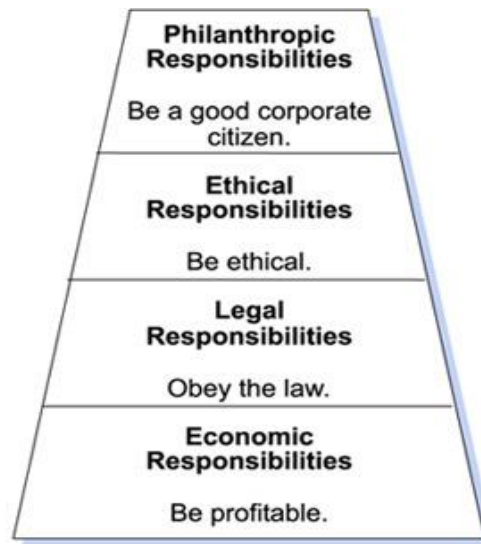 Philanthropic
Responsibilities
Be a good corporate
citizen.
Ethical
Responsibilities
Be ethical.
Legal
Responsibilities
Obey the law.
Economic
Responsibilities
Be profitable.